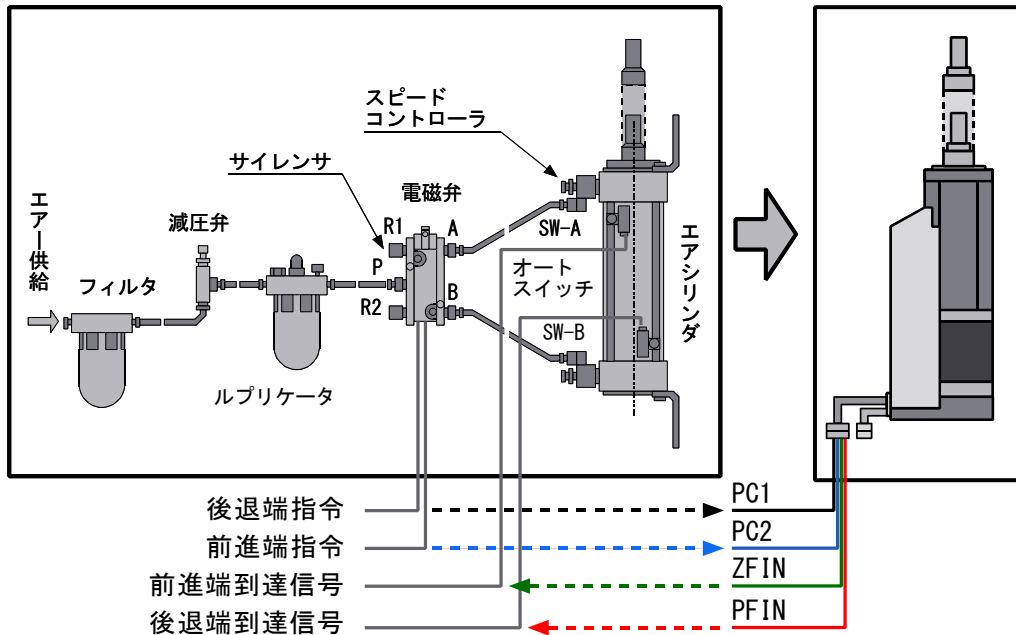 スピード
コントローラ
サイレンサ
電磁弁
エアー供給
減圧弁
R1
A
SW-A
エアシリンダ
フィルタ
P
オート
スイッチ
R2
B
SW-B
ルプリケータ
後退端指令
PC1
前進端指令
PC2
前進端到達信号
ZFIN
後退端到達信号
PFIN